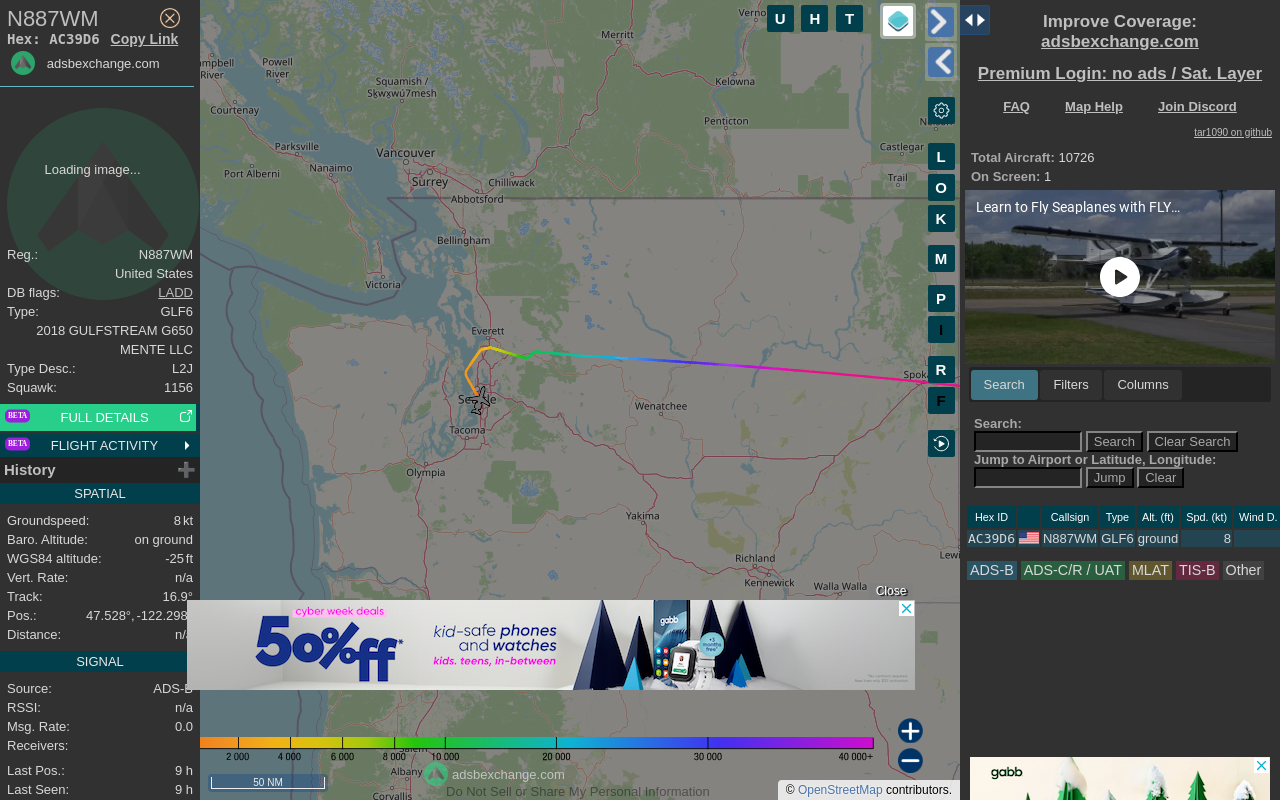 N887WM
Hex: AC39D6 Copy Link
adsbexchange.com
Loading image...
Reg.: N887WM
United States
DB flags: LADD
Type: GLF6
2018 GULFSTREAM G650
MENTE LLC
Type Desc.: L2J
Squawk: 1156
BETA FULL DETAILS
BETA FLIGHT ACTIVITY
History
SPATIAL
Groundspeed: 8 kt
Baro. Altitude: on ground
WGS84 altitude: -25 ft
Vert. Rate: n/a
Track: 16.9°
Pos.: 47.528°, -122.298
Distance: n/a
SIGNAL
Source: ADS-B
RSSI: n/a
Msg. Rate: 0.0
Receivers:
Last Pos.: 9 h
Last Seen: 9 h
Merritt
Powell
River
River
Squamish /
Sḵwx̱wú7mesh
Kelowna
Courtenay
Penticton
Parksville
Vancouver
Castlegar
Nanaimo
Port Alberni
Surrey
Chilliwack
Trail
Abbotsford
Bellingham
Victoria
Everett
Wenatchee
Tacoma
Olympia
Yakima
Richland
Kennewick
Walla Walla
Albany
Corvallis
U H T
L
O
K
M
P
I
R
F
Close
cyber week deals
50%off*
kid-safe phones
and watches
kids. teens, in-between
gabb
2 000 4 000 6 000 8 000 10 000 20 000 30 000 40 000+
50 NM
adsbexchange.com
Do Not Sell or Share My Personal Information
© OpenStreetMap contributors.
Improve Coverage:
adsbexchange.com
Premium Login: no ads / Sat. Layer
FAQ Map Help Join Discord
tar1090 on github
Total Aircraft: 10726
On Screen: 1
Learn to Fly Seaplanes with FLY...
Search Filters Columns
Search:
Search Clear Search
Jump to Airport or Latitude, Longitude:
Jump Clear
Hex ID Callsign Type Alt. (ft) Spd. (kt) Wind D.
AC39D6 N887WM GLF6 ground 8
ADS-B ADS-C/R / UAT MLAT TIS-B Other
gabb